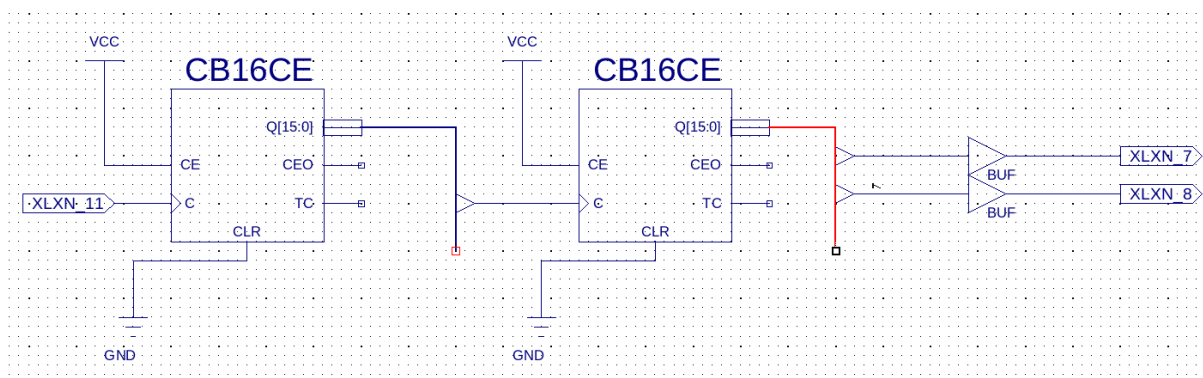 VCC
CB16CE
Q[15:0]
CE
CEO
XLXN_11
C
TC
CLR
GND
VCC
CB16CE
Q[15:0]
CE
CEO
C
TC
CLR
GND
BUF
XLXN_7
BUF
XLXN_8